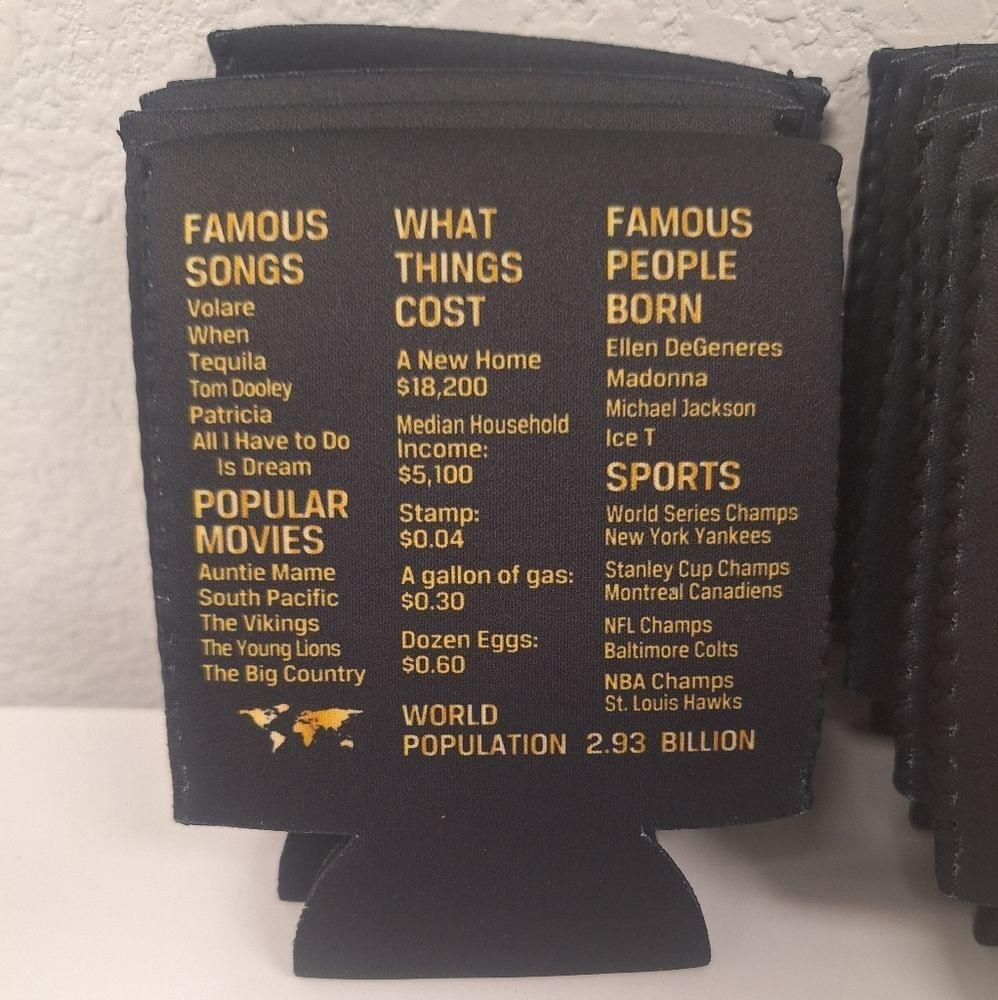 FAMOUS
SONGS
Volare
When
Tequila
Tom Dooley
Patricia
All I Have to Do
Is Dream
POPULAR
MOVIES
Auntie Mame
South Pacific
The Vikings
The Young Lions
The Big Country
WHAT
THINGS
COST
A New Home
$18,200
Median Household
Income:
$5,100
Stamp:
$0.04
A gallon of gas:
$0.30
Dozen Eggs:
$0.60
FAMOUS
PEOPLE
BORN
Ellen DeGeneres
Madonna
Michael Jackson
Ice T
SPORTS
World Series Champs
New York Yankees
Stanley Cup Champs
Montreal Canadiens
NFL Champs
Baltimore Colts
NBA Champs
St. Louis Hawks
WORLD
POPULATION 2.93 BILLION